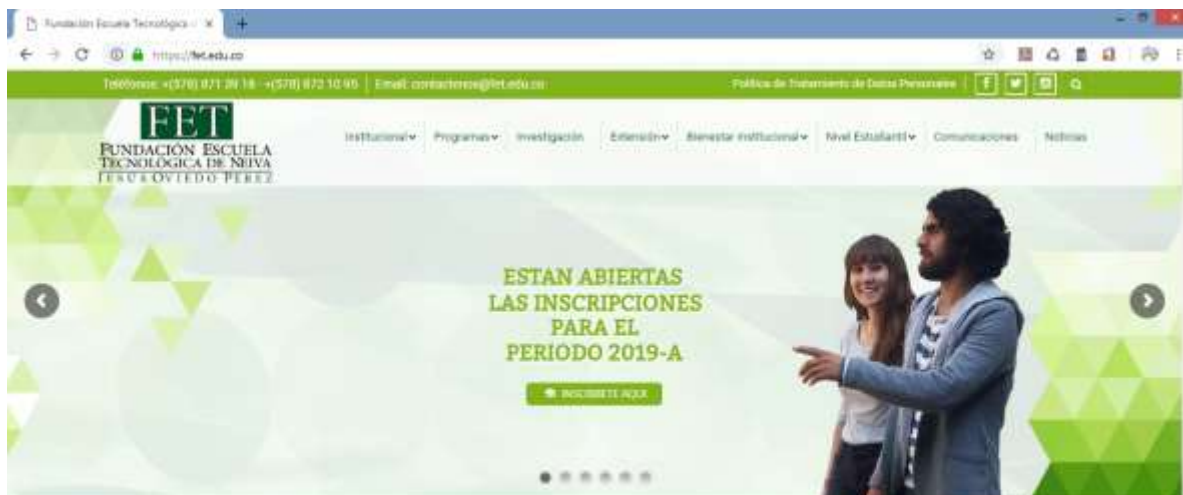 Fundación Escuela Tecnológica
https://fet.edu.co
Teléfonos: +(578) 871 39 18 - +(578) 872 10 95 | Email: contactenos@fet.edu.co
Política de Tratamiento de Datos Personales
FET
FUNDACIÓN ESCUELA
TECNOLÓGICA DE NEIVA
JESÚS OVIEDO PEREZ
Institucional Programas Investigación Extensión Bienestar Institucional Nivel Estudiantil Comunicaciones Noticias
ESTAN ABIERTAS
LAS INSCRIPCIONES
PARA EL
PERIODO 2019-A
INSCRIBETE AQUI